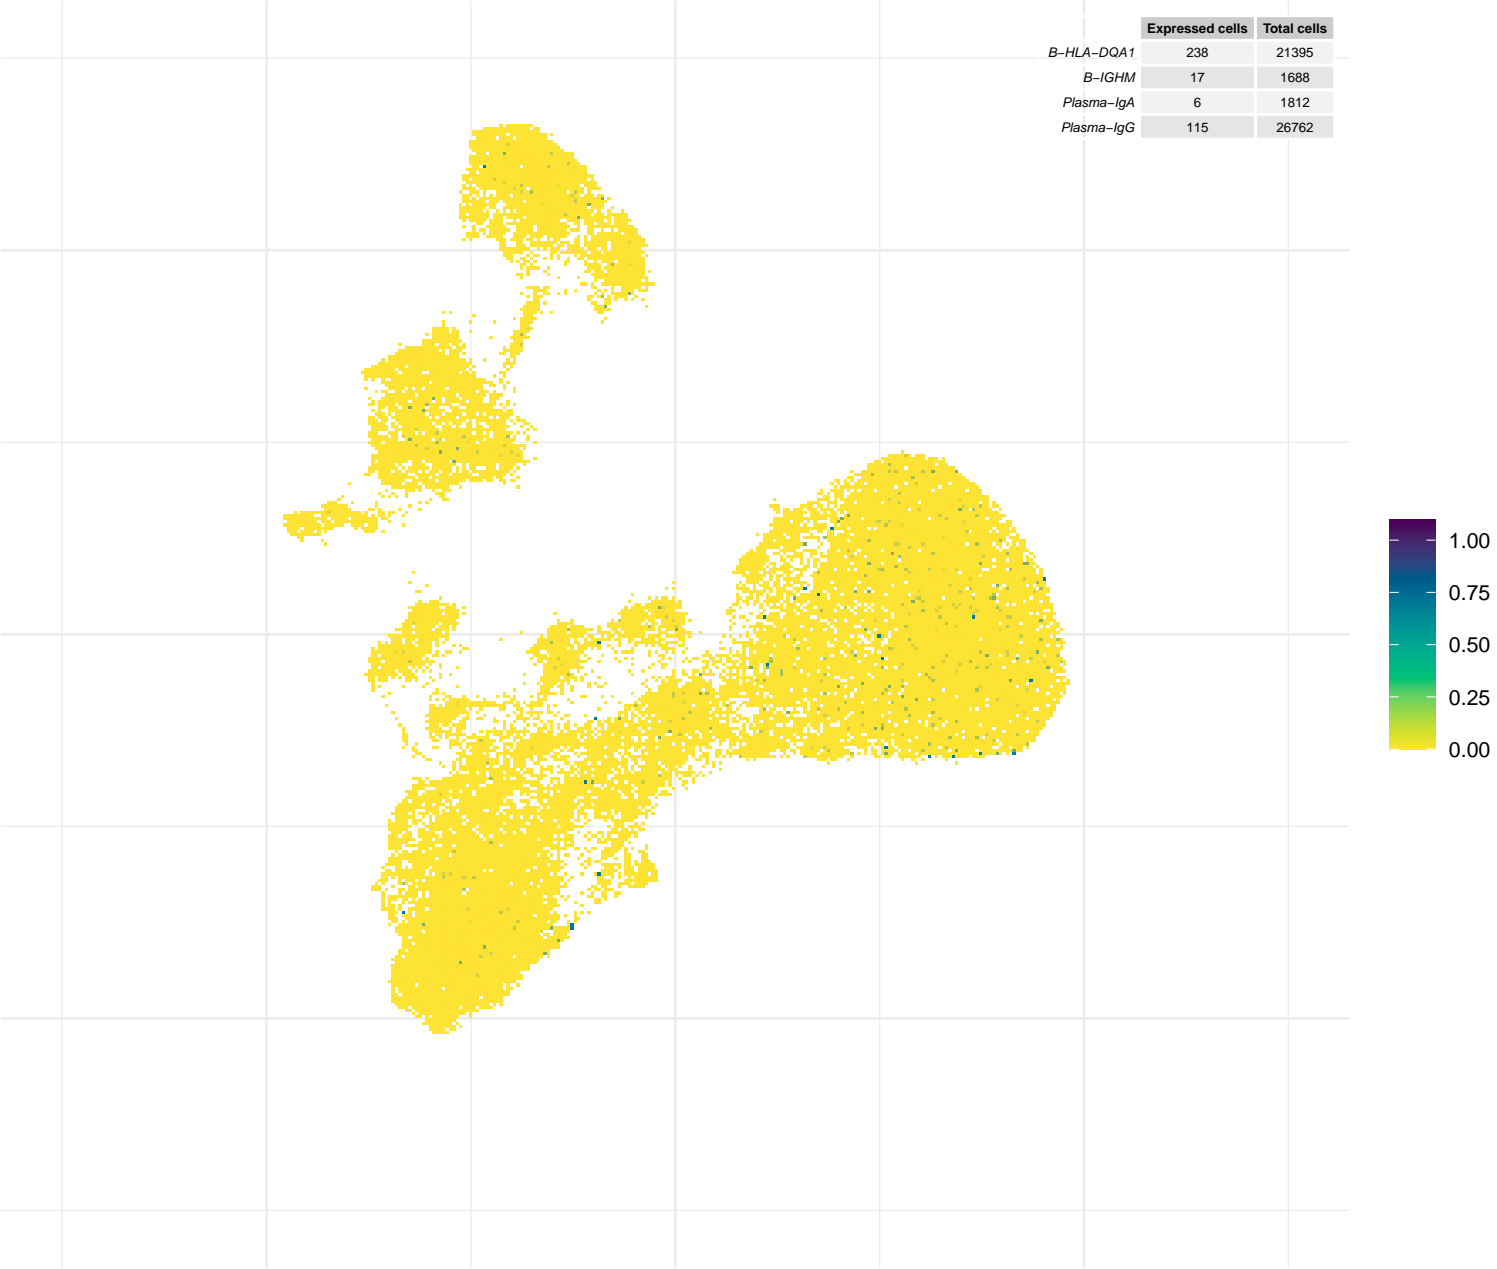 Expressed cells Total cells
B−HLA−DQA1 238 21395
B−IGHM 17 1688
Plasma−IgA 6 1812
Plasma−IgG 115 26762
1.00
0.75
0.50
0.25
0.00